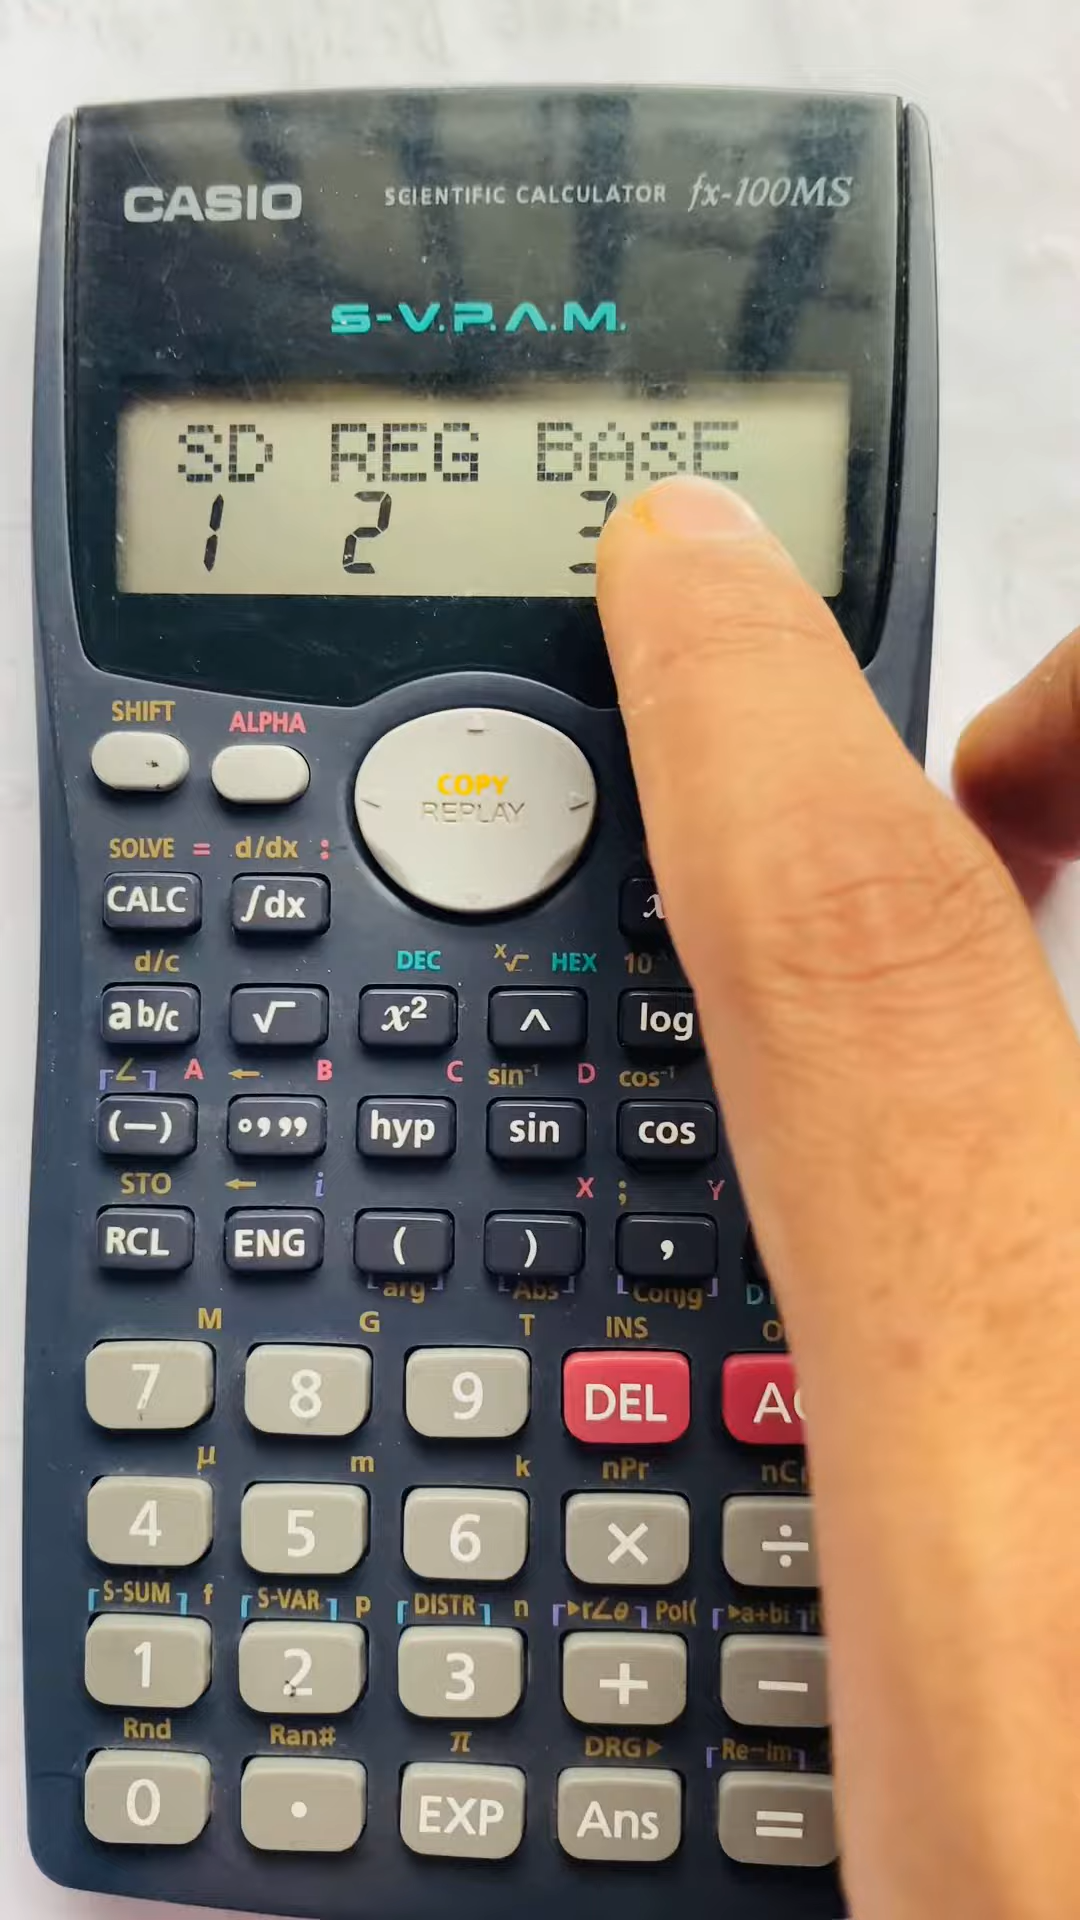 CASIO SCIENTIFIC CALCULATOR fx-100MS
S-V.P.A.M.
SD REG BASE
1 2 3
SHIFT ALPHA
COPY
REPLAY
SOLVE = d/dx :
CALC ∫dx x
d/c DEC ˣ√ HEX 10
ab/c √ x² ^ log
∠ A ← B C sin⁻¹ D cos⁻¹
(−) °,,, hyp sin cos
STO ← i X ; Y
RCL ENG ( ) ,
arg Abs Conjg
M G T INS
7 8 9 DEL
μ m k nPr
4 5 6 × ÷
S-SUM f S-VAR p DISTR n ▶r∠θ Pol( ▶a+bi
1 2 3 + −
Rnd Ran# π DRG▶ Re-im
0 . EXP Ans =